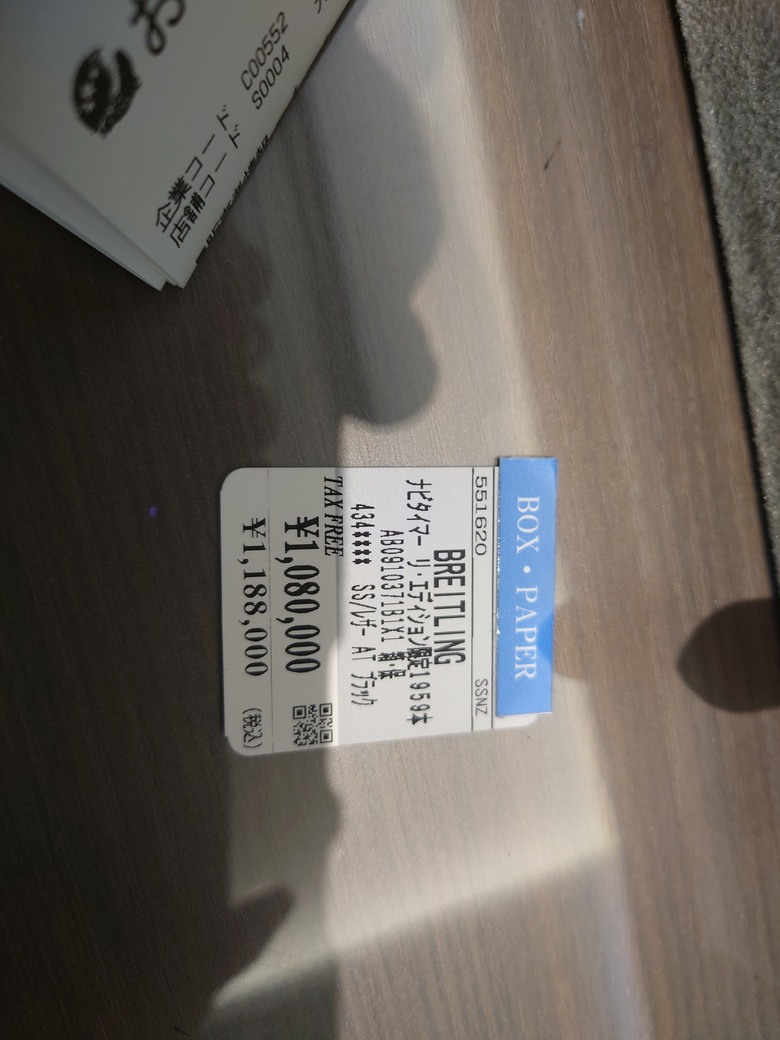 お
企業コード C00552
店舗コード S0004
BOX・PAPER
551620 SSNZ
BREITLING
ナビタイマー リ・エディション限定1959本
AB0910371B1X1 箱・保
434**** SS/レザー AT ブラック
TAX FREE
¥1,080,000
¥1,188,000 (税込)